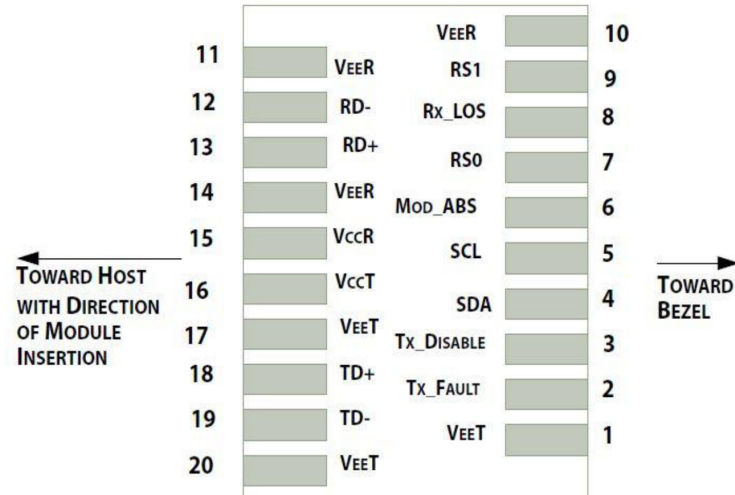 VEER 10
11 VEER
RS1 9
12 RD-
Rx_LOS 8
13 RD+
RS0 7
14 VEER
MOD_ABS 6
15 VCCR
SCL 5
TOWARD HOST
WITH DIRECTION
OF MODULE
INSERTION
TOWARD
BEZEL
16 VCCT
SDA 4
17 VEET
TX_DISABLE 3
18 TD+
TX_FAULT 2
19 TD-
VEET 1
20 VEET